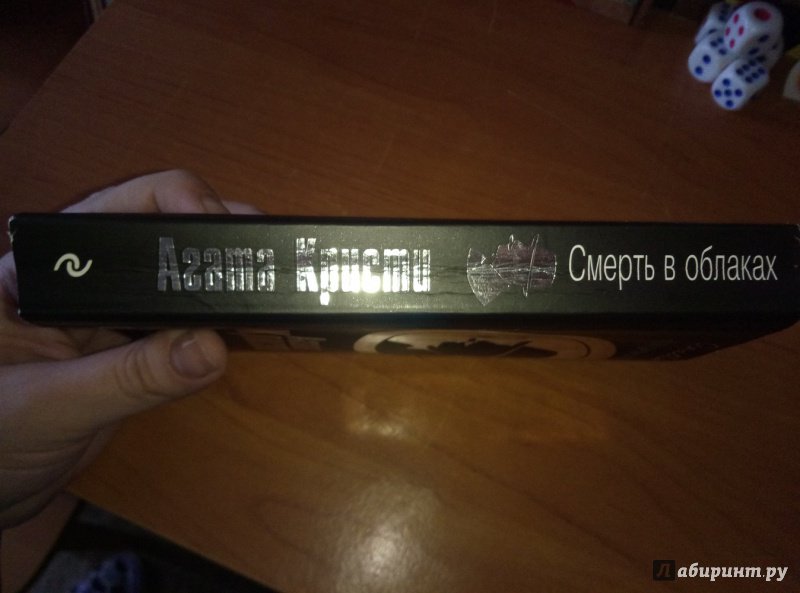 Агата Кристи Смерть в облаках
Лабиринт.ру